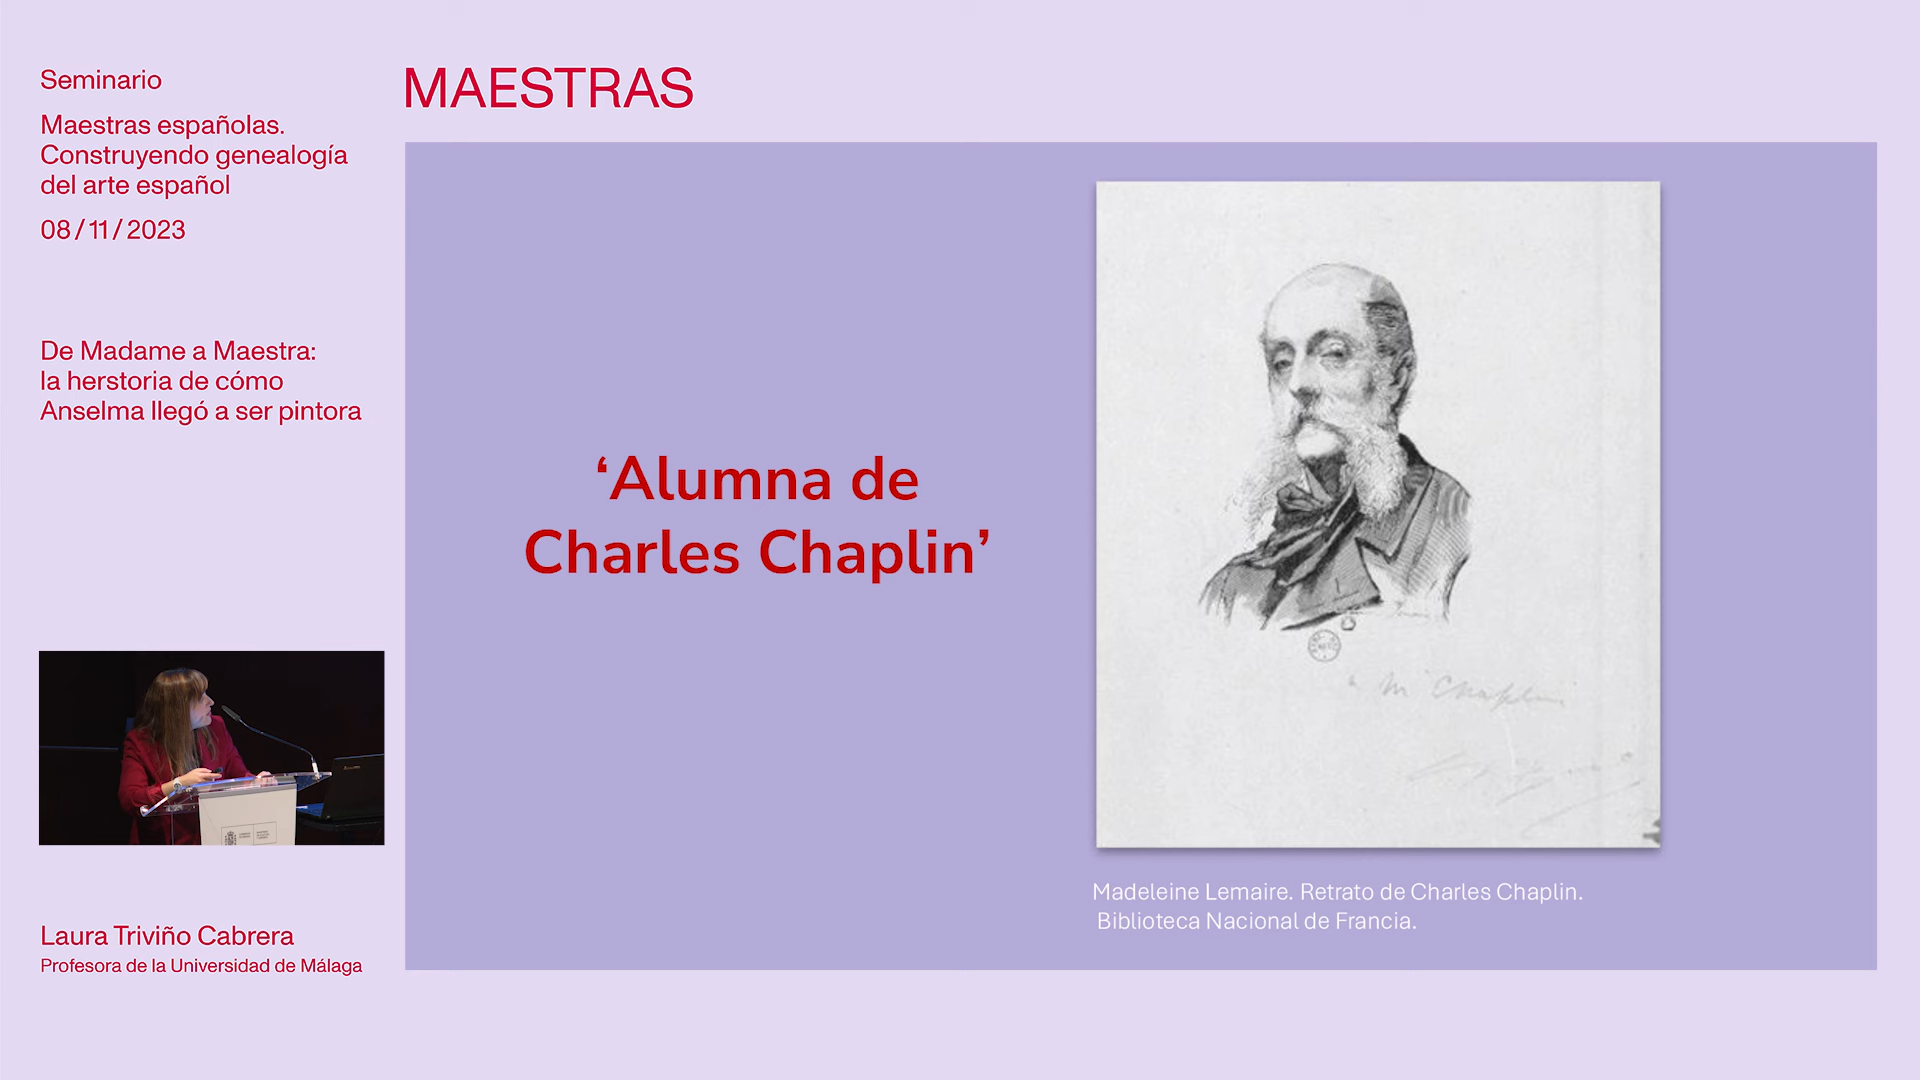 Seminario
Maestras españolas.
Construyendo genealogía
del arte español
08/11/2023
De Madame a Maestra:
la herstoria de cómo
Anselma llegó a ser pintora
Laura Triviño Cabrera
Profesora de la Universidad de Málaga
MAESTRAS
‘Alumna de
Charles Chaplin’
a Mr Chaplin
Madeleine Lemaire. Retrato de Charles Chaplin.
Biblioteca Nacional de Francia.